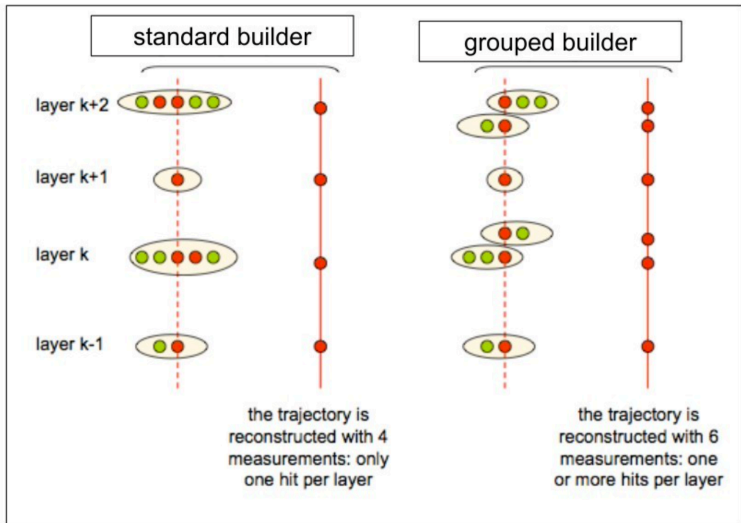 standard builder
grouped builder
layer k+2
layer k+1
layer k
layer k-1
the trajectory is
reconstructed with 4
measurements: only
one hit per layer
the trajectory is
reconstructed with 6
measurements: one
or more hits per layer